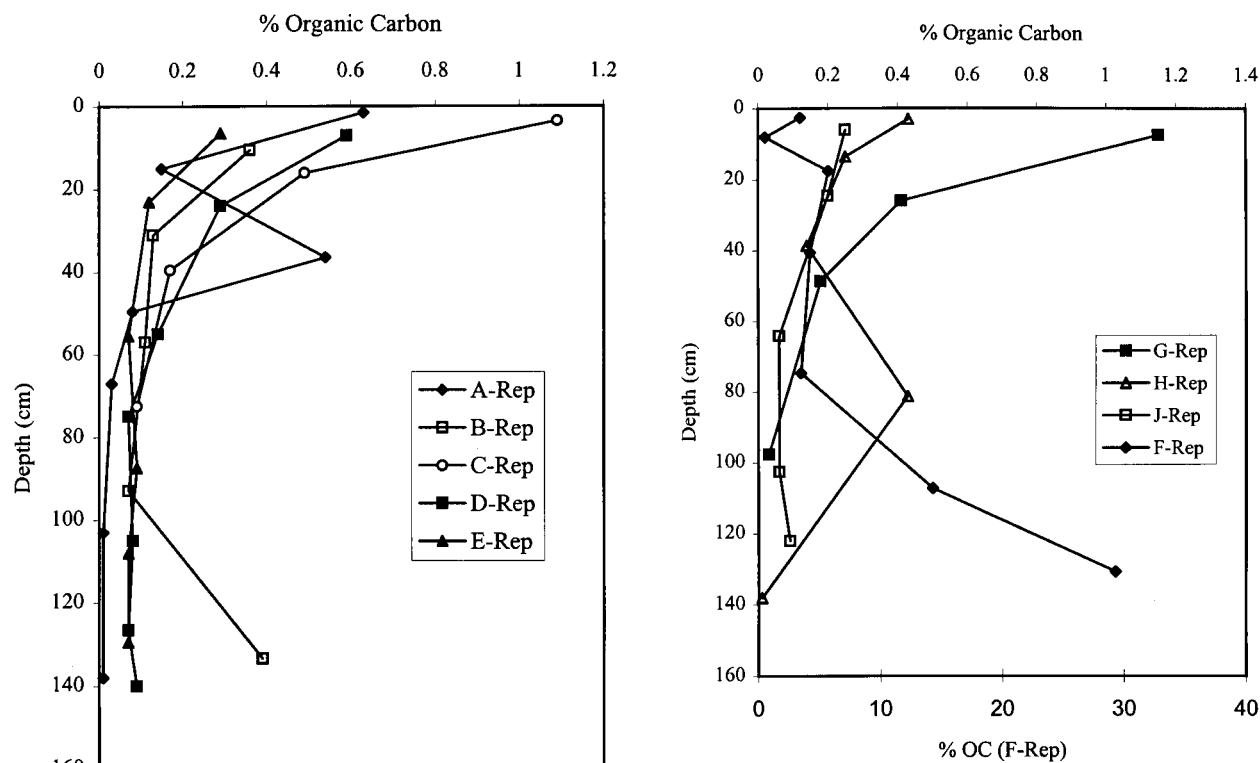 % Organic Carbon
0 0.2 0.4 0.6 0.8 1 1.2
0
20
40
60
80
100
120
140
160
Depth (cm)
A-Rep
B-Rep
C-Rep
D-Rep
E-Rep
% Organic Carbon
0 0.2 0.4 0.6 0.8 1 1.2 1.4
0
20
40
60
80
100
120
140
160
Depth (cm)
G-Rep
H-Rep
J-Rep
F-Rep
0 10 20 30 40
% OC (F-Rep)